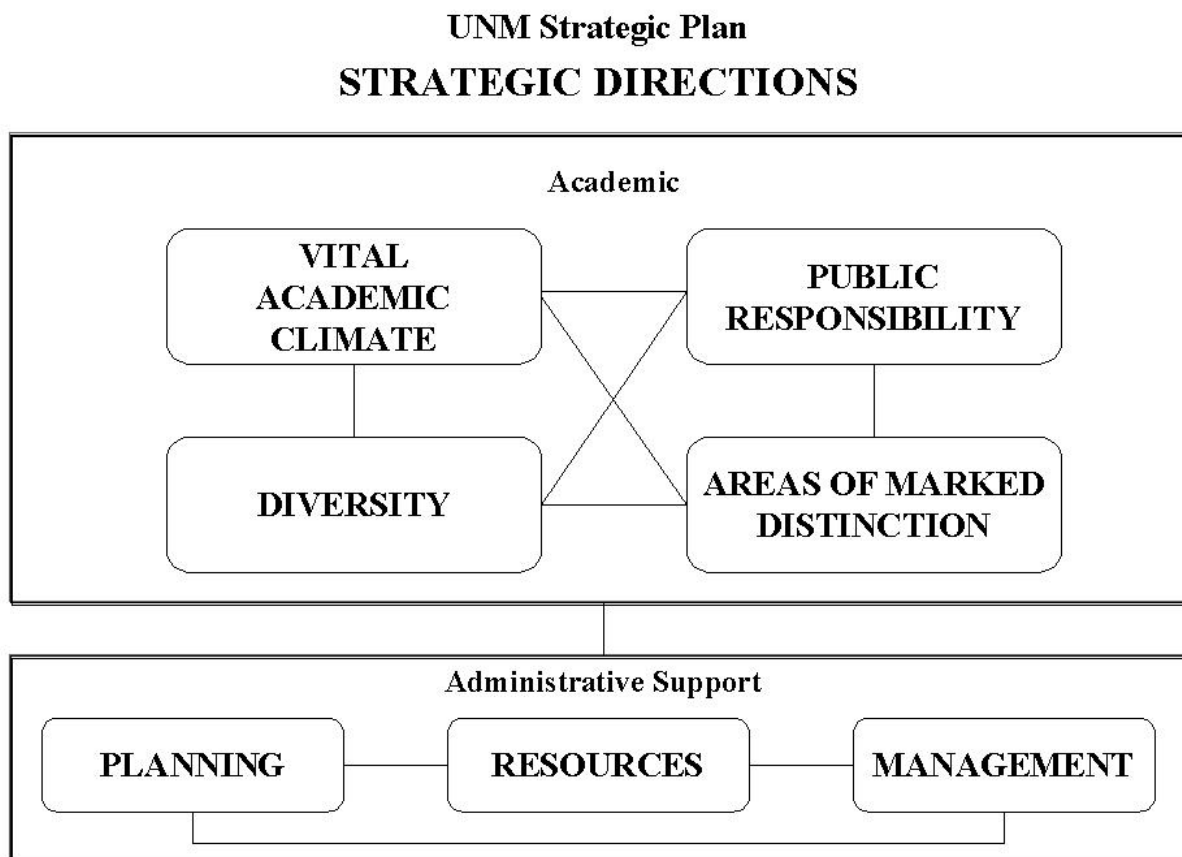 UNM Strategic Plan
STRATEGIC DIRECTIONS
Academic
VITAL
ACADEMIC
CLIMATE
PUBLIC
RESPONSIBILITY
DIVERSITY
AREAS OF MARKED
DISTINCTION
Administrative Support
PLANNING
RESOURCES
MANAGEMENT